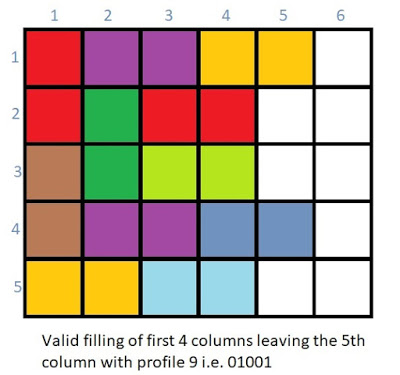 1 2 3 4 5 6
1
2
3
4
5
Valid filling of first 4 columns leaving the 5th
column with profile 9 i.e. 01001